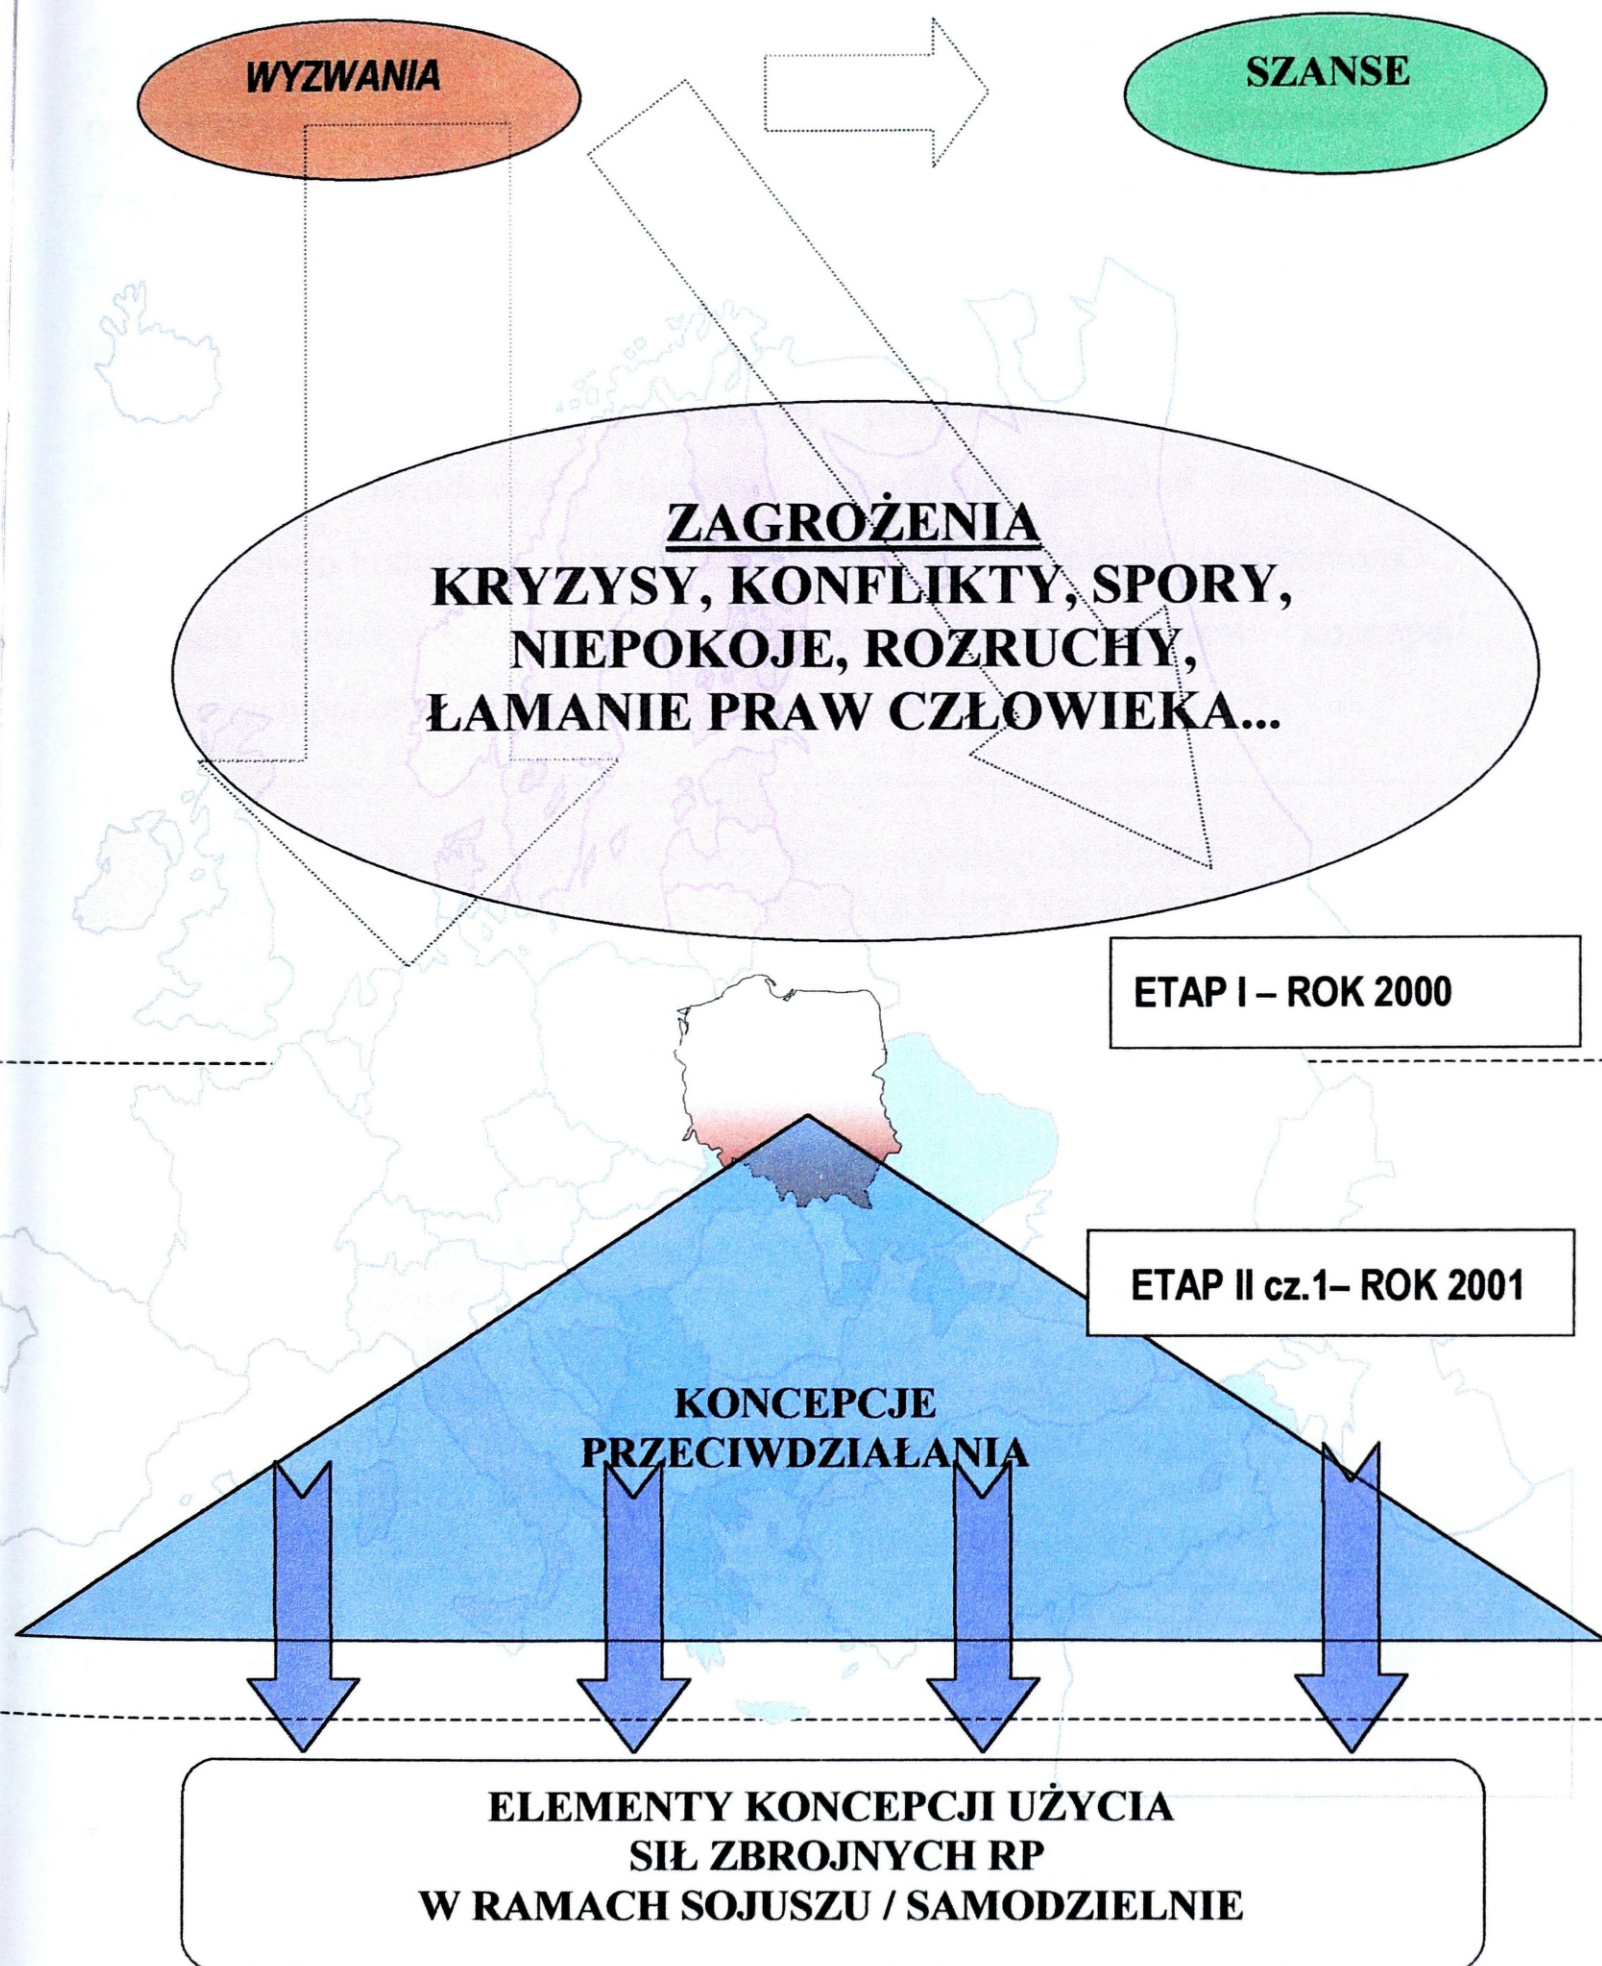 WYZWANIA
SZANSE
ZAGROŻENIA
KRYZYSY, KONFLIKTY, SPORY,
NIEPOKOJE, ROZRUCHY,
ŁAMANIE PRAW CZŁOWIEKA...
ETAP I – ROK 2000
ETAP II cz.1– ROK 2001
KONCEPCJE
PRZECIWDZIAŁANIA
ELEMENTY KONCEPCJI UŻYCIA
SIŁ ZBROJNYCH RP
W RAMACH SOJUSZU / SAMODZIELNIE